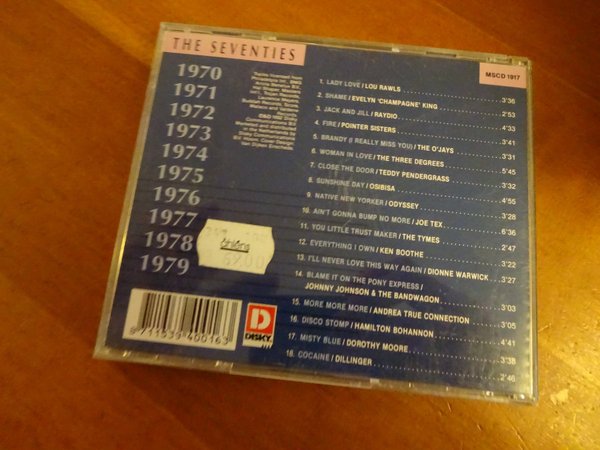 THE SEVENTIES
MSCD 1917
1970
1971
1972
1973
1974
1975
1976
1977
1978
1979
1. LADY LOVE / LOU RAWLS 3'36
2. SHAME / EVELYN 'CHAMPAGNE' KING 2'53
3. JACK AND JILL / RAYDIO 4'33
4. FIRE / POINTER SISTERS 3'41
5. BRANDY (I REALLY MISS YOU) / THE O'JAYS 3'31
6. WOMAN IN LOVE / THE THREE DEGREES 5'45
7. CLOSE THE DOOR / TEDDY PENDERGRASS 3'32
8. SUNSHINE DAY / OSIBISA 4'55
9. NATIVE NEW YORKER / ODYSSEY 3'28
10. AIN'T GONNA BUMP NO MORE / JOE TEX 6'36
11. YOU LITTLE TRUST MAKER / THE TYMES 2'47
12. EVERYTHING I OWN / KEN BOOTHE 3'22
13. I'LL NEVER LOVE THIS WAY AGAIN / DIONNE WARWICK 3'27
14. BLAME IT ON THE PONY EXPRESS /
JOHNNY JOHNSON & THE BANDWAGON 3'03
15. MORE MORE MORE / ANDREA TRUE CONNECTION 3'05
16. DISCO STOMP / HAMILTON BOHANNON 4'41
17. MISTY BLUE / DOROTHY MOORE 3'38
18. COCAINE / DILLINGER 2'46
åhléns
8 711539 400163
D
DISKY